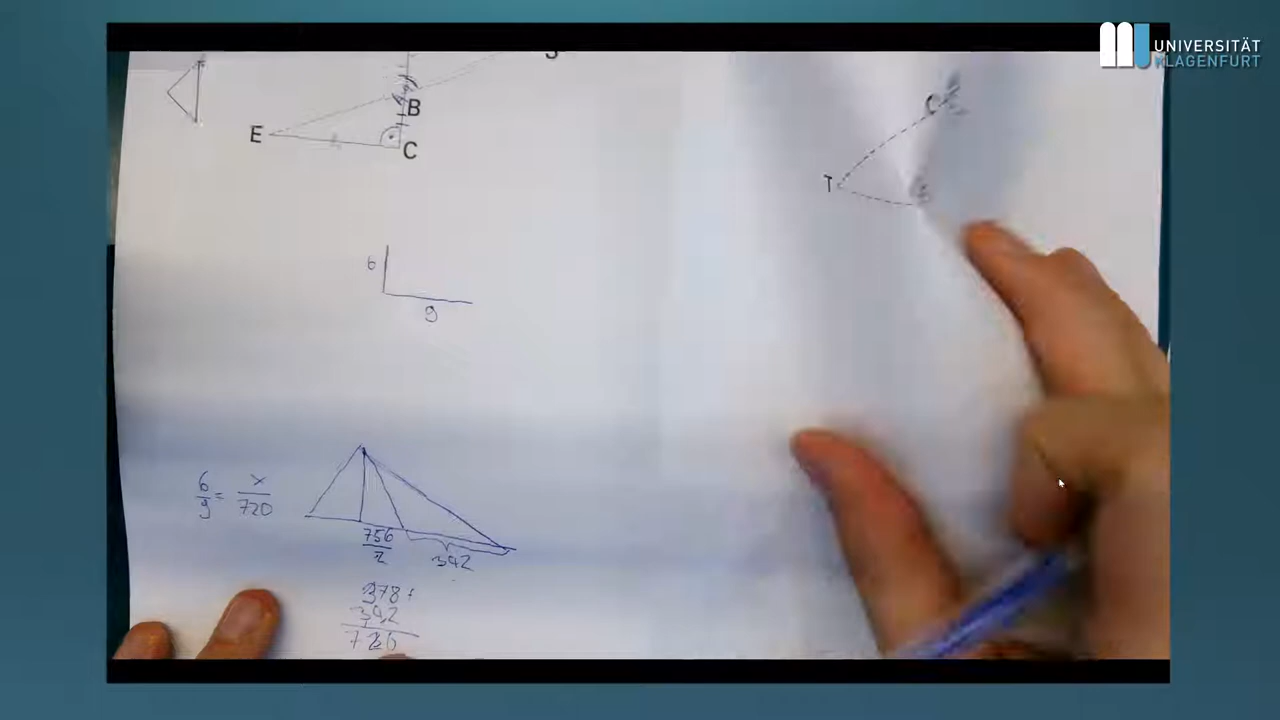 UNIVERSITÄT
KLAGENFURT
S
B
E
C
C
T
6
9
6/9 = x/720
756/2
342
378+
342
720